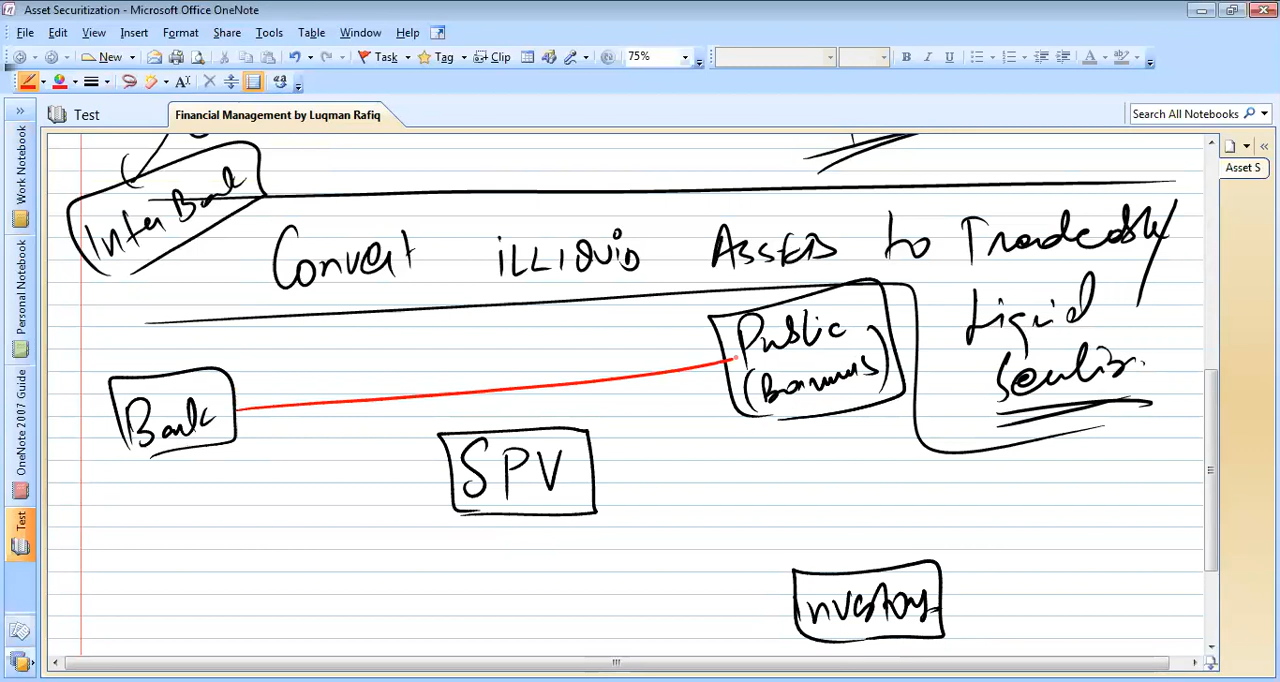 Asset Securitization - Microsoft Office OneNote
File Edit View Insert Format Share Tools Table Window Help
New Task Tag Clip 75% B I U
A
Test
Financial Management by Luqman Rafiq
Search All Notebooks
Work Notebook
Personal Notebook
OneNote 2007 Guide
Test
Asset S
Inter Bank
Convert ILLIQUID ASSETS to Tradeable/
Liquid
Public
Bank
SPV
Investors